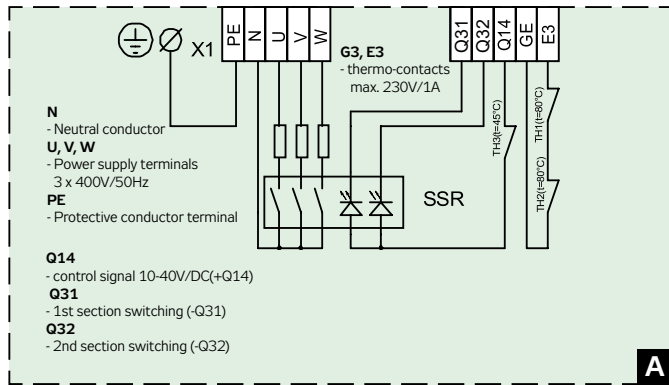 X1
PE
N
U
V
W
Q31
Q32
Q14
GE
E3
G3, E3
- thermo-contacts
max. 230V/1A
TH3(t=45°C)
TH1(t=80°C)
TH2(t=80°C)
N
- Neutral conductor
U, V, W
- Power supply terminals
3 x 400V/50Hz
PE
- Protective conductor terminal
SSR
Q14
- control signal 10-40V/DC(+Q14)
Q31
- 1st section switching (-Q31)
Q32
- 2nd section switching (-Q32)
A